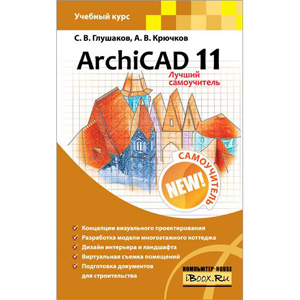 Учебный курс
С. В. Глушаков, А. В. Крючков
ArchiCAD 11
Лучший
самоучитель
САМОУЧИТЕЛЬ
NEW!
Концепции визуального проектирования
Разработка модели многоэтажного коттеджа
Дизайн интерьера и ландшафта
Виртуальная съемка помещений
Подготовка документов
для строительства
КОМПЬЮТЕР-HOUSE
iBOOK.RU